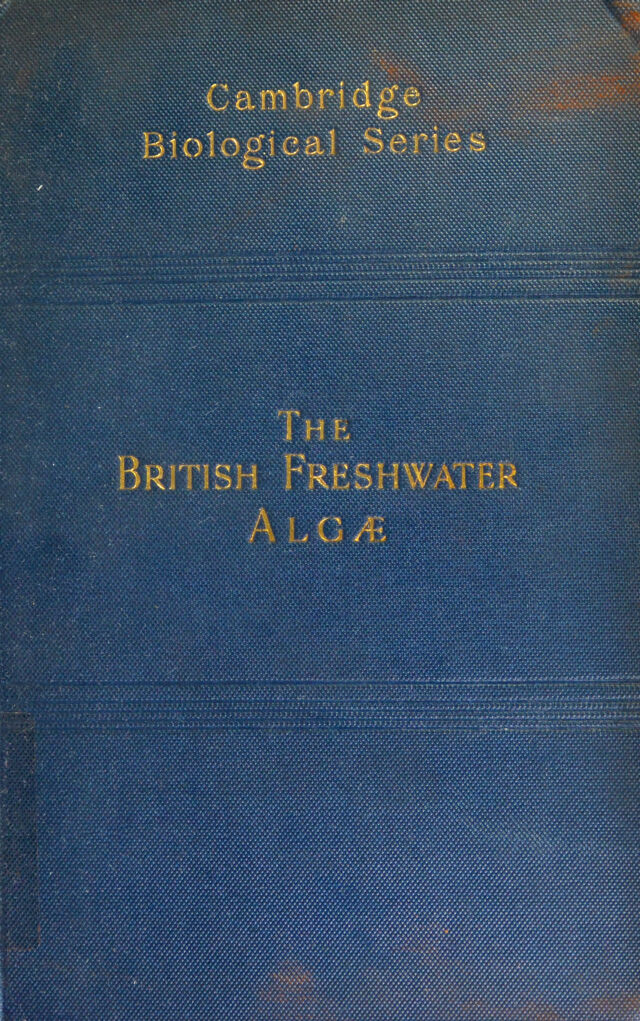 Cambridge
Biological Series
THE
BRITISH FRESHWATER
ALGÆ